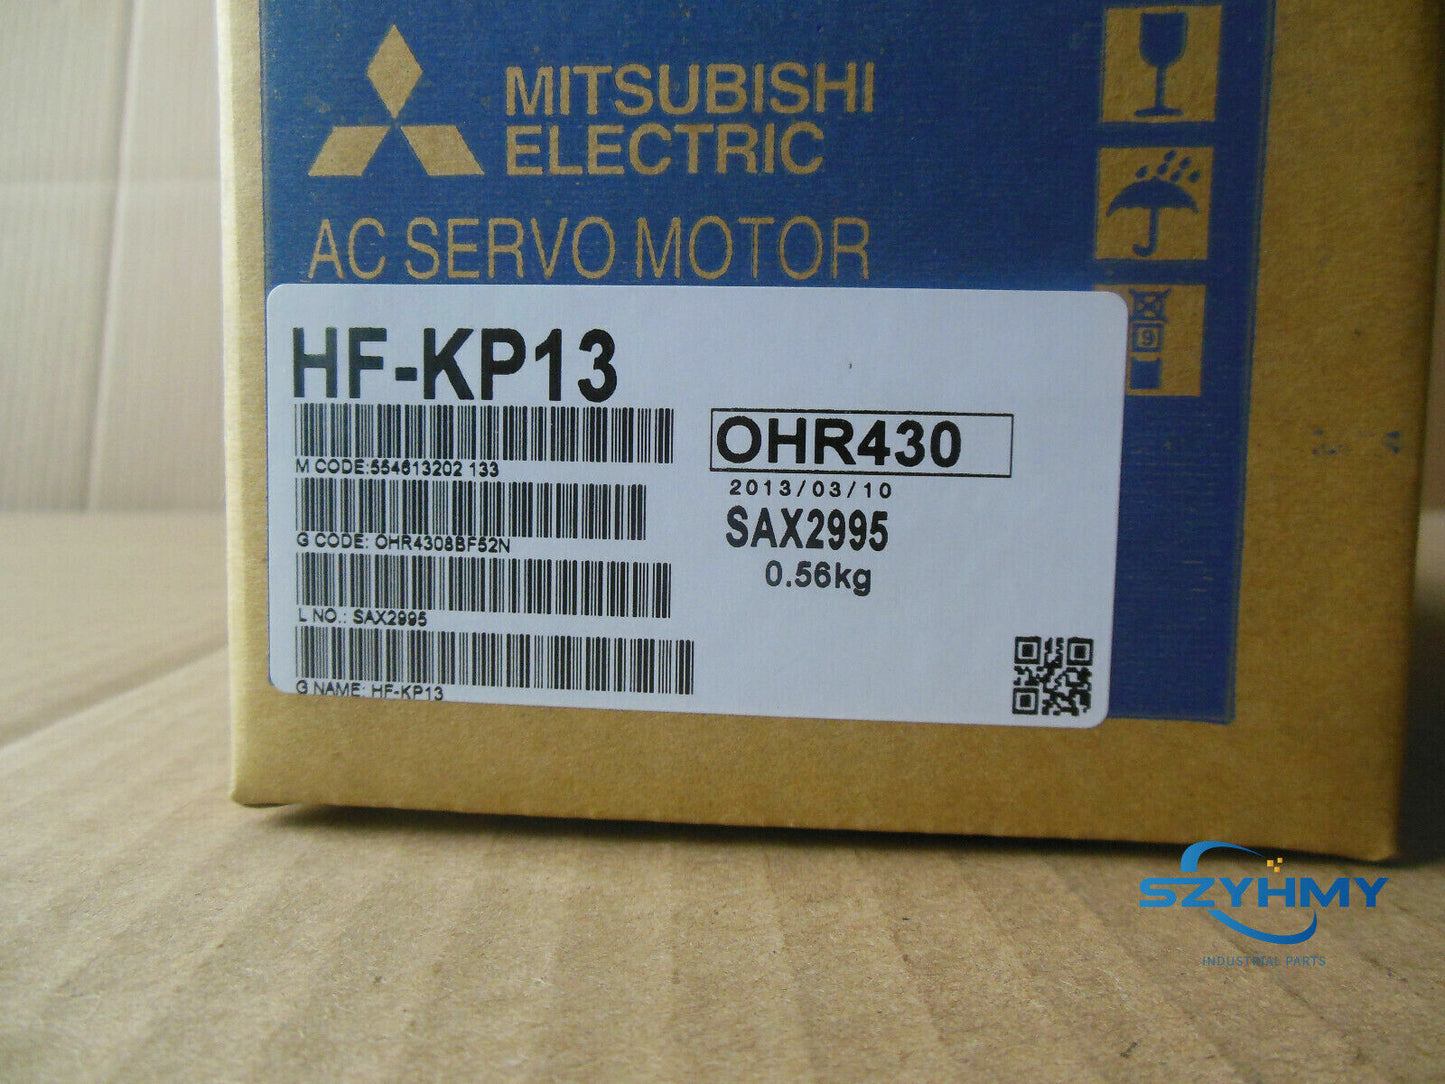 MITSUBISHI
ELECTRIC
AC SERVO MOTOR
9
HF-KP13
M CODE:554613202 133
G CODE: OHR4308BF52N
L NO.: SAX2995
G NAME: HF-KP13
OHR430
2013/03/10
SAX2995
0.56kg
SZYHMY
INDUSTRIAL PARTS